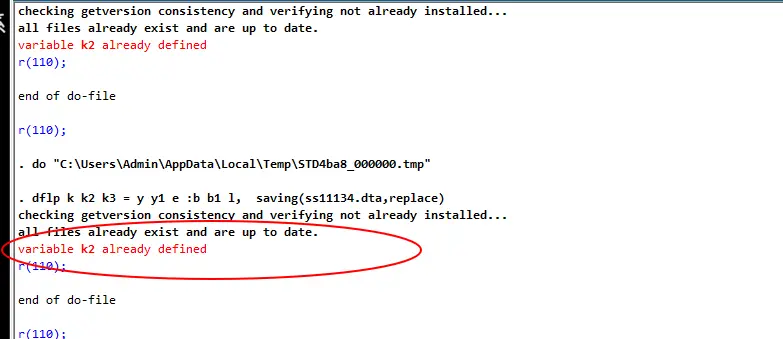 checking getversion consistency and verifying not already installed...
all files already exist and are up to date.
variable k2 already defined
r(110);
end of do-file
r(110);
. do "C:\Users\Admin\AppData\Local\Temp\STD4ba8_000000.tmp"
. dflp k k2 k3 = y y1 e :b b1 l,  saving(ss11134.dta,replace)
checking getversion consistency and verifying not already installed...
all files already exist and are up to date.
variable k2 already defined
r(110);
end of do-file
r(110);